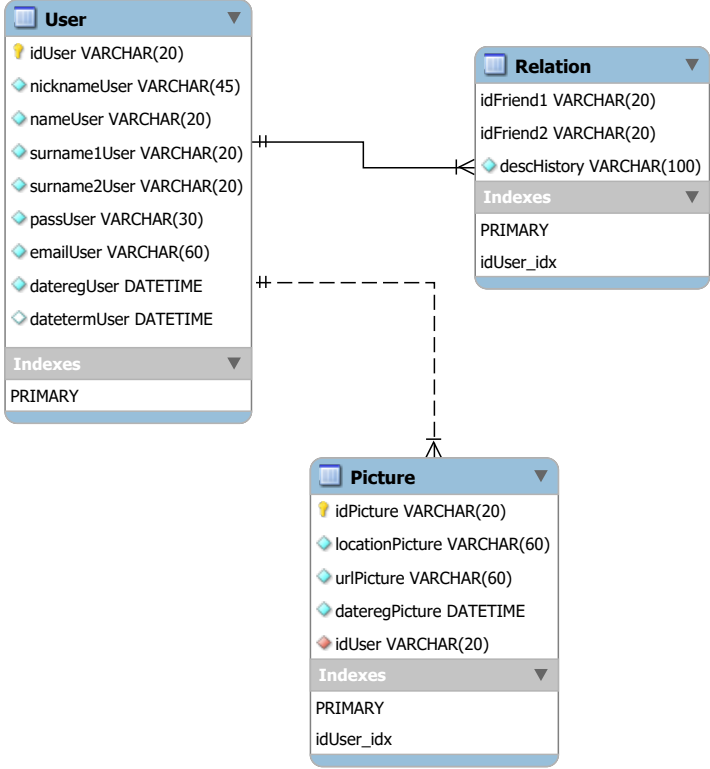 User
idUser VARCHAR(20)
nicknameUser VARCHAR(45)
nameUser VARCHAR(20)
surname1User VARCHAR(20)
surname2User VARCHAR(20)
passUser VARCHAR(30)
emailUser VARCHAR(60)
dateregUser DATETIME
datetermUser DATETIME
Indexes
PRIMARY
Relation
idFriend1 VARCHAR(20)
idFriend2 VARCHAR(20)
descHistory VARCHAR(100)
Indexes
PRIMARY
idUser_idx
Picture
idPicture VARCHAR(20)
locationPicture VARCHAR(60)
urlPicture VARCHAR(60)
dateregPicture DATETIME
idUser VARCHAR(20)
Indexes
PRIMARY
idUser_idx